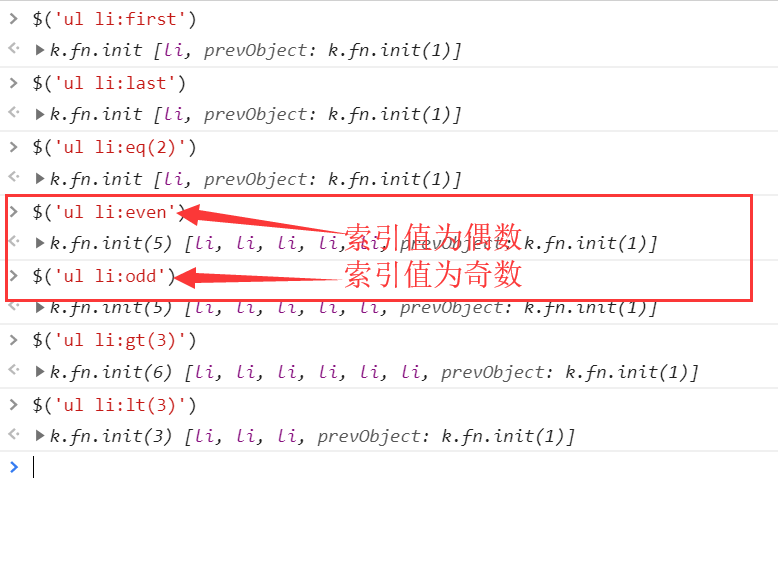 > $('ul li:first')
<· ▶k.fn.init [li, prevObject: k.fn.init(1)]
> $('ul li:last')
<· ▶k.fn.init [li, prevObject: k.fn.init(1)]
> $('ul li:eq(2)')
<· ▶k.fn.init [li, prevObject: k.fn.init(1)]
> $('ul li:even')
索引值为偶数
<· ▶k.fn.init(5) [li, li, li, li, li, prevObject: k.fn.init(1)]
> $('ul li:odd')
索引值为奇数
<· ▶k.fn.init(5) [li, li, li, li, li, prevObject: k.fn.init(1)]
> $('ul li:gt(3)')
<· ▶k.fn.init(6) [li, li, li, li, li, li, prevObject: k.fn.init(1)]
> $('ul li:lt(3)')
<· ▶k.fn.init(3) [li, li, li, prevObject: k.fn.init(1)]
>